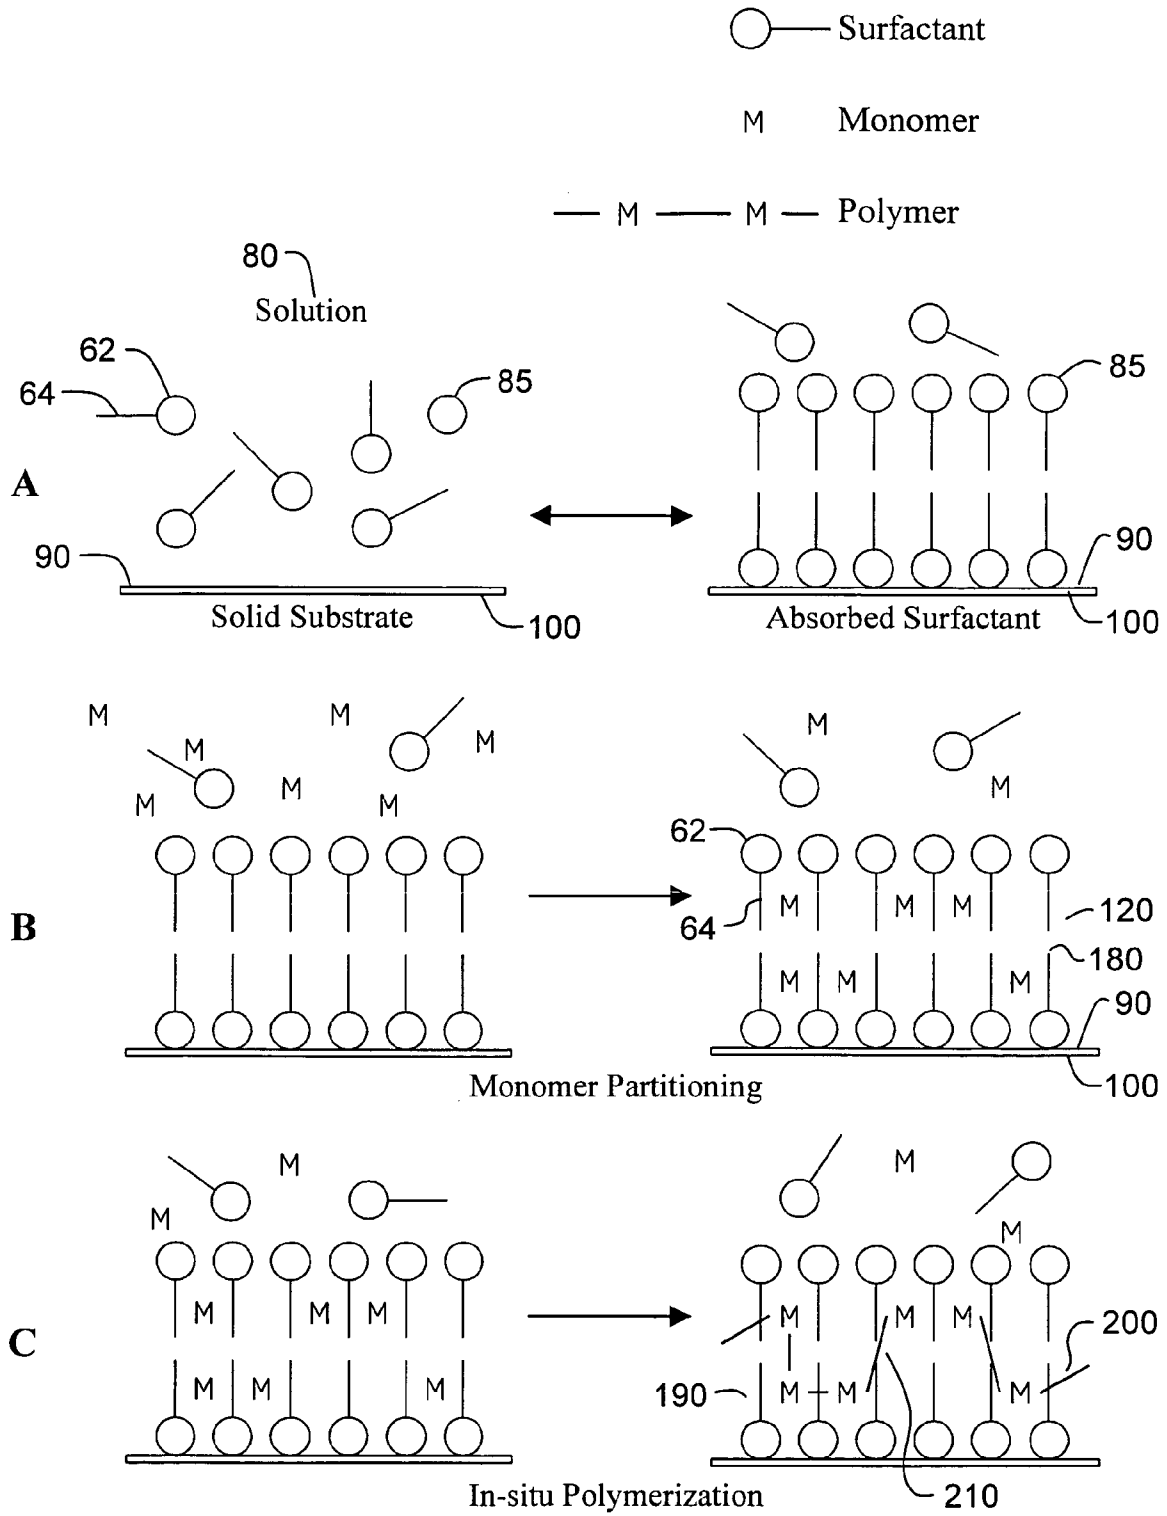 Surfactant
M Monomer
M M Polymer
80
Solution
62
64
85
85
A
90
90
Solid Substrate
100
Absorbed Surfactant
100
M M M
M
M M M
M M
M
62
M M M
64
120
B
180
M M M
90
Monomer Partitioning
100
M M
M M
M M M
M M M
200
C
M M M
190
M M M
In-situ Polymerization
210